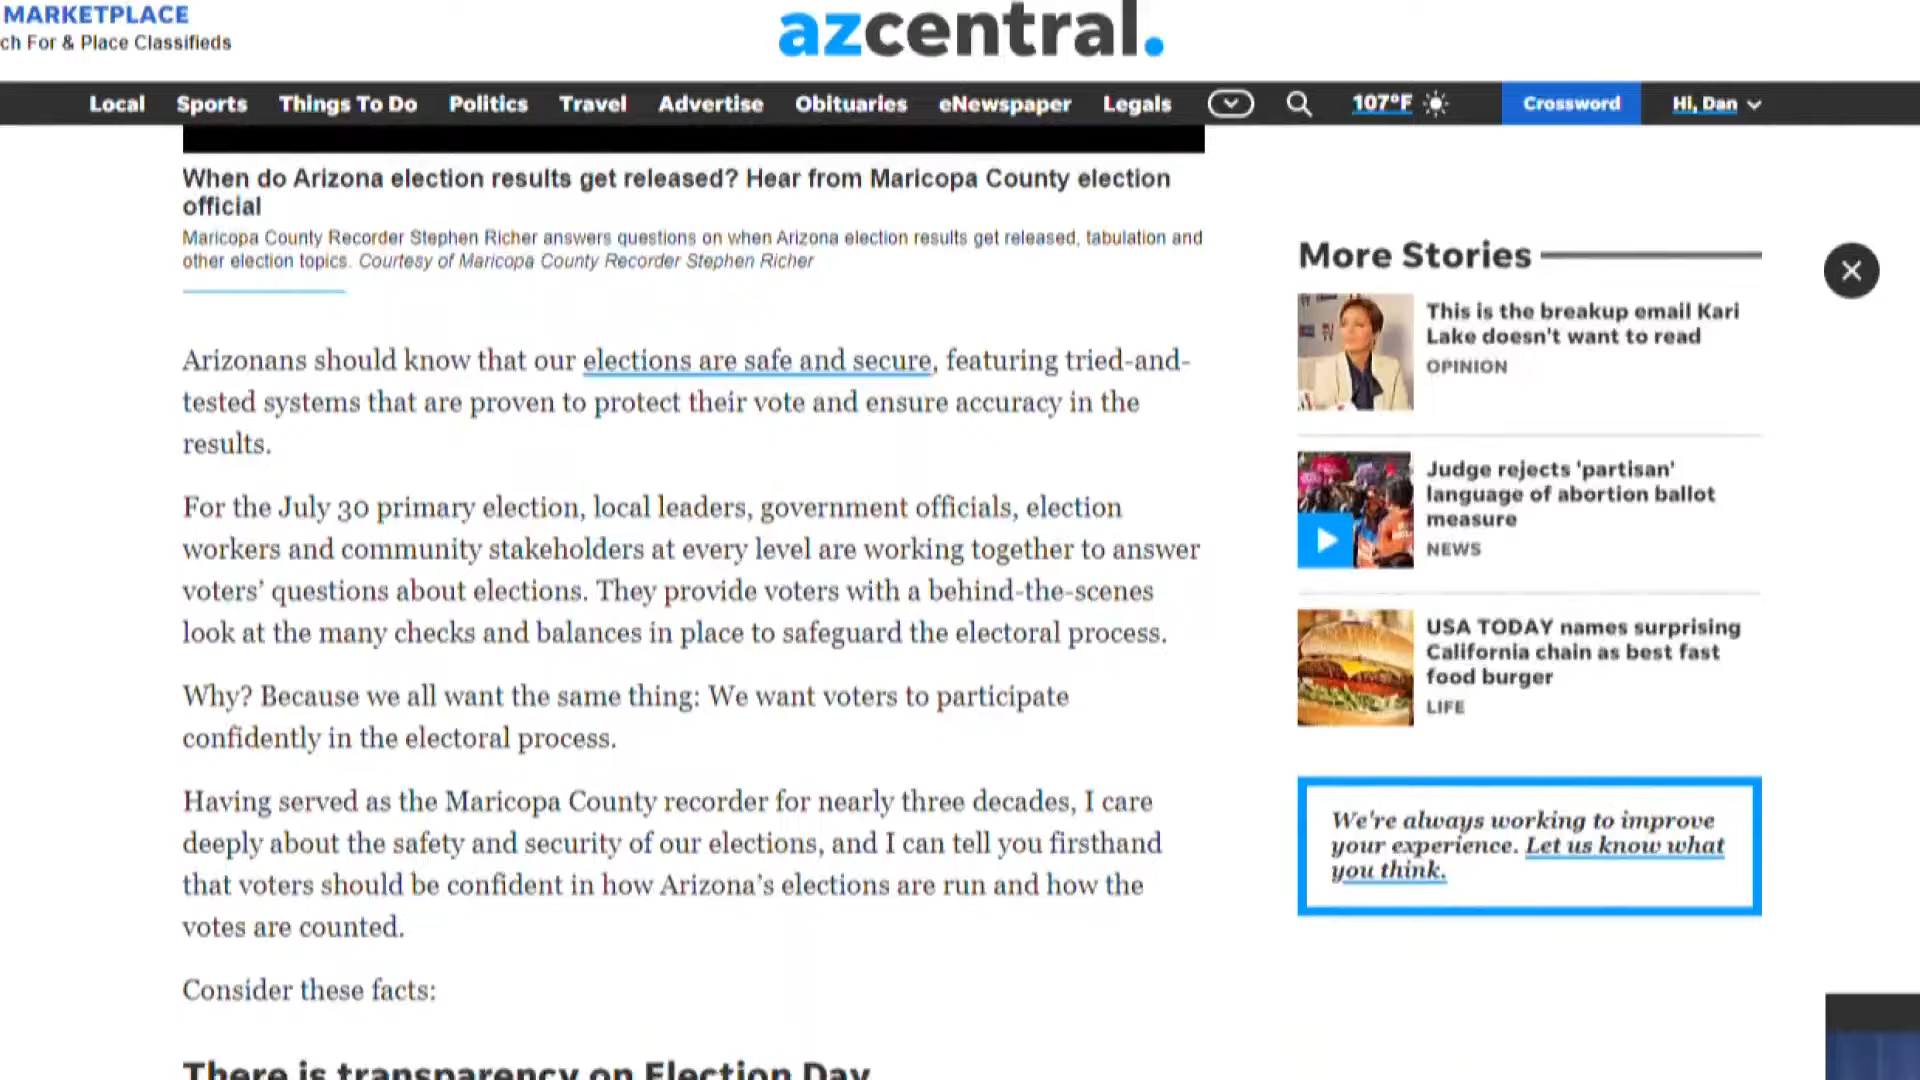 MARKETPLACE
ch For & Place Classifieds
azcentral.
Local Sports Things To Do Politics Travel Advertise Obituaries eNewspaper Legals 107°F Crossword Hi, Dan
When do Arizona election results get released? Hear from Maricopa County election
official
Maricopa County Recorder Stephen Richer answers questions on when Arizona election results get released, tabulation and
other election topics. Courtesy of Maricopa County Recorder Stephen Richer
Arizonans should know that our elections are safe and secure, featuring tried-and-
tested systems that are proven to protect their vote and ensure accuracy in the
results.
For the July 30 primary election, local leaders, government officials, election
workers and community stakeholders at every level are working together to answer
voters’ questions about elections. They provide voters with a behind-the-scenes
look at the many checks and balances in place to safeguard the electoral process.
Why? Because we all want the same thing: We want voters to participate
confidently in the electoral process.
Having served as the Maricopa County recorder for nearly three decades, I care
deeply about the safety and security of our elections, and I can tell you firsthand
that voters should be confident in how Arizona’s elections are run and how the
votes are counted.
Consider these facts:
There is transparency on Election Day
More Stories
This is the breakup email Kari
Lake doesn't want to read
OPINION
Judge rejects 'partisan'
language of abortion ballot
measure
NEWS
USA TODAY names surprising
California chain as best fast
food burger
LIFE
We're always working to improve
your experience. Let us know what
you think.